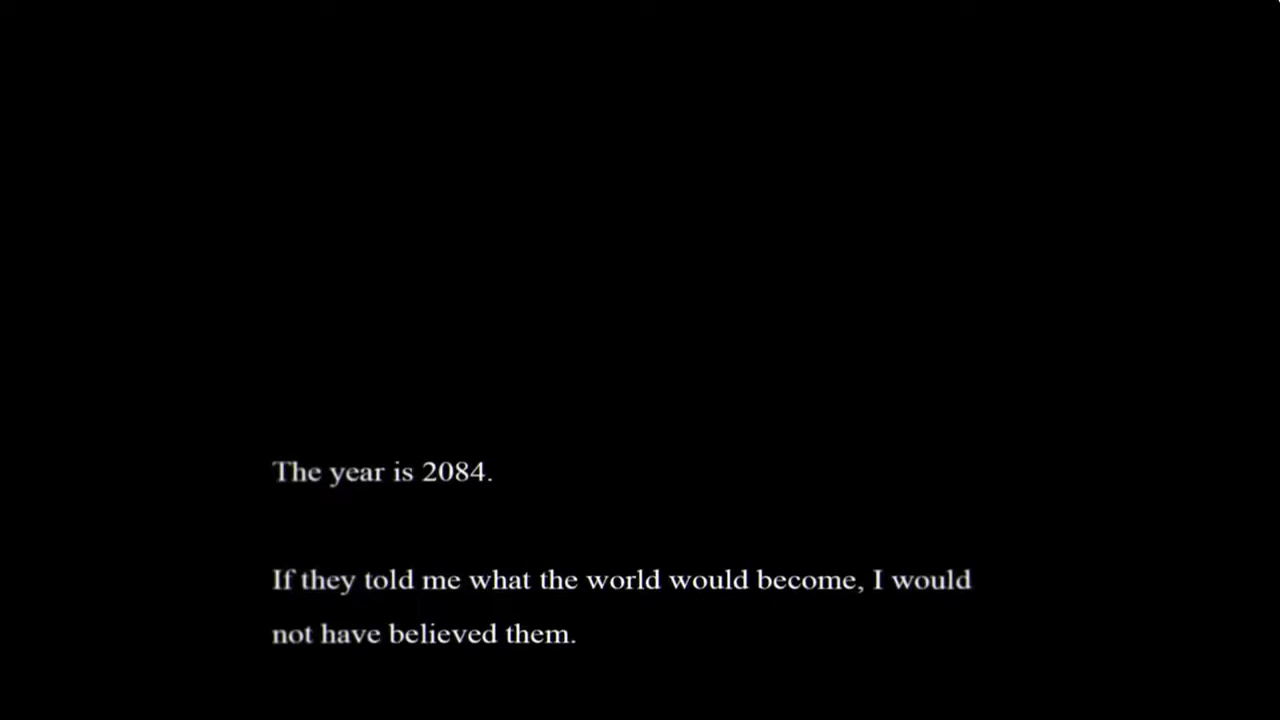 The year is 2084.
If they told me what the world would become, I would
not have believed them.